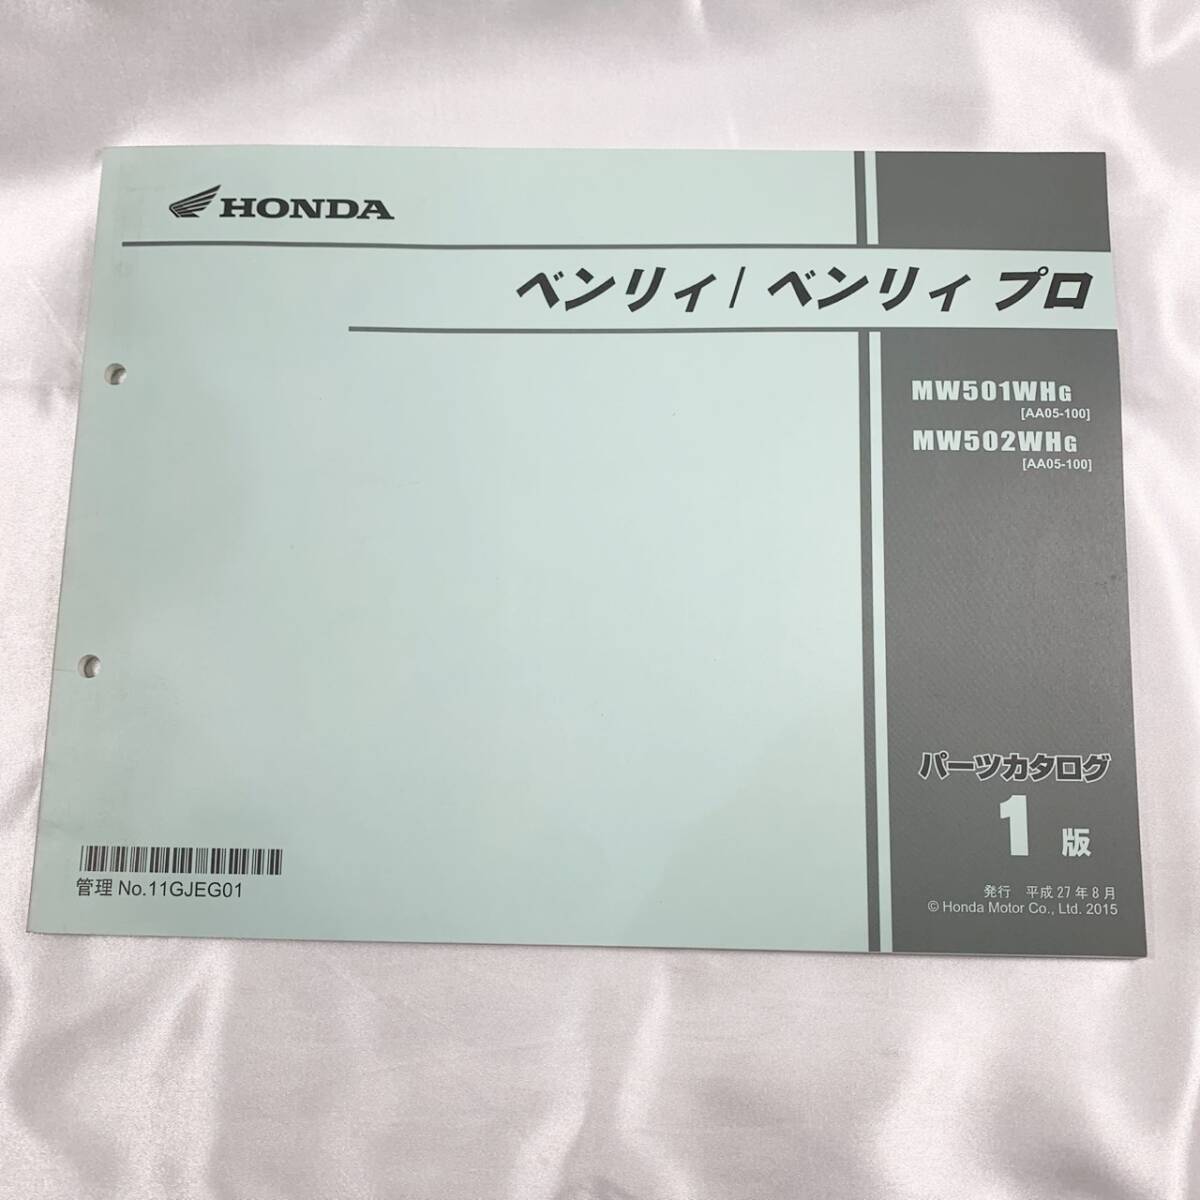 HONDA
ベンリィ/ ベンリィ プロ
MW501WHG
[AA05-100]
MW502WHG
[AA05-100]
パーツカタログ
1 版
発行 平成 27 年 8 月
© Honda Motor Co., Ltd. 2015
管理 No.11GJEG01